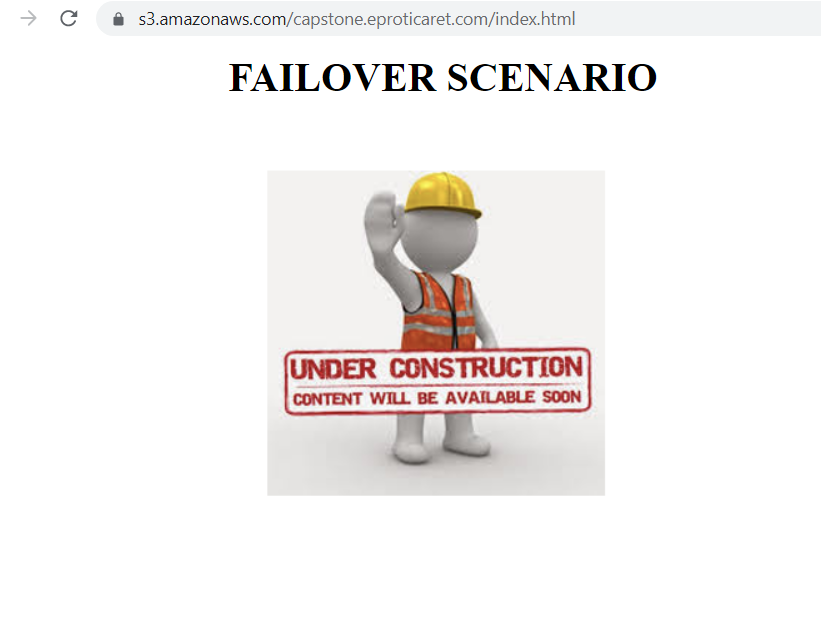 s3.amazonaws.com/capstone.eproticaret.com/index.html
FAILOVER SCENARIO
UNDER CONSTRUCTION
CONTENT WILL BE AVAILABLE SOON